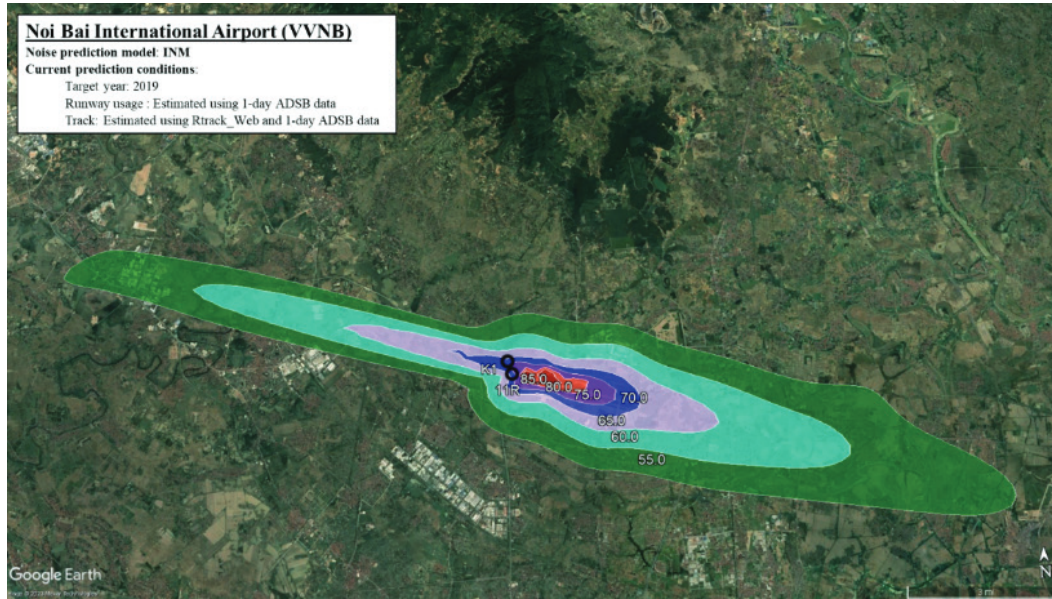 Noi Bai International Airport (VVNB)
Noise prediction model: INM
Current prediction conditions:
Target year: 2019
Runway usage : Estimated using 1-day ADSB data
Track: Estimated using Rtrack_Web and 1-day ADSB data
K1
11R
85.0
80.0
75.0
70.0
65.0
60.0
55.0
Google Earth
N
3 mi